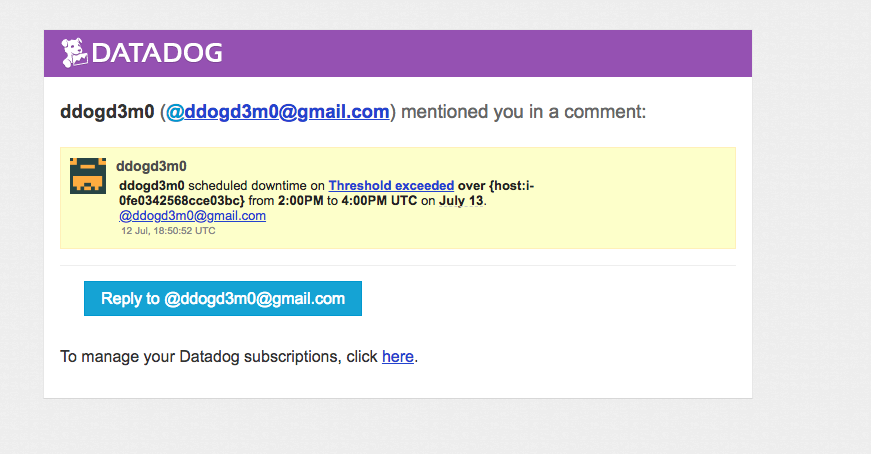 DATADOG
ddogd3m0 (@ddogd3m0@gmail.com) mentioned you in a comment:
ddogd3m0
ddogd3m0 scheduled downtime on Threshold exceeded over {host:i-
0fe0342568cce03bc} from 2:00PM to 4:00PM UTC on July 13.
@ddogd3m0@gmail.com
12 Jul, 18:50:52 UTC
Reply to @ddogd3m0@gmail.com
To manage your Datadog subscriptions, click here.